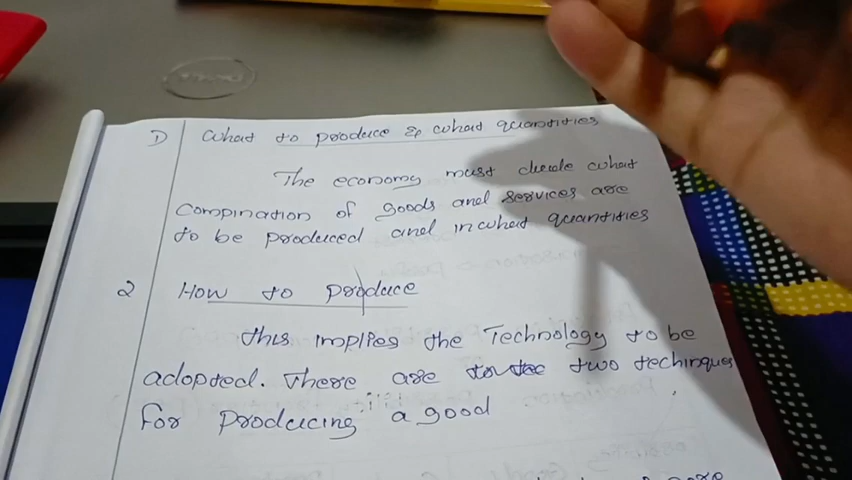 1) What to produce & what quantities
The economy must decide what
compination of goods and services are
to be produced and in what quantities
2 How to produce
this implies the Technology to be
adopted. There are two techniques
for producing a good